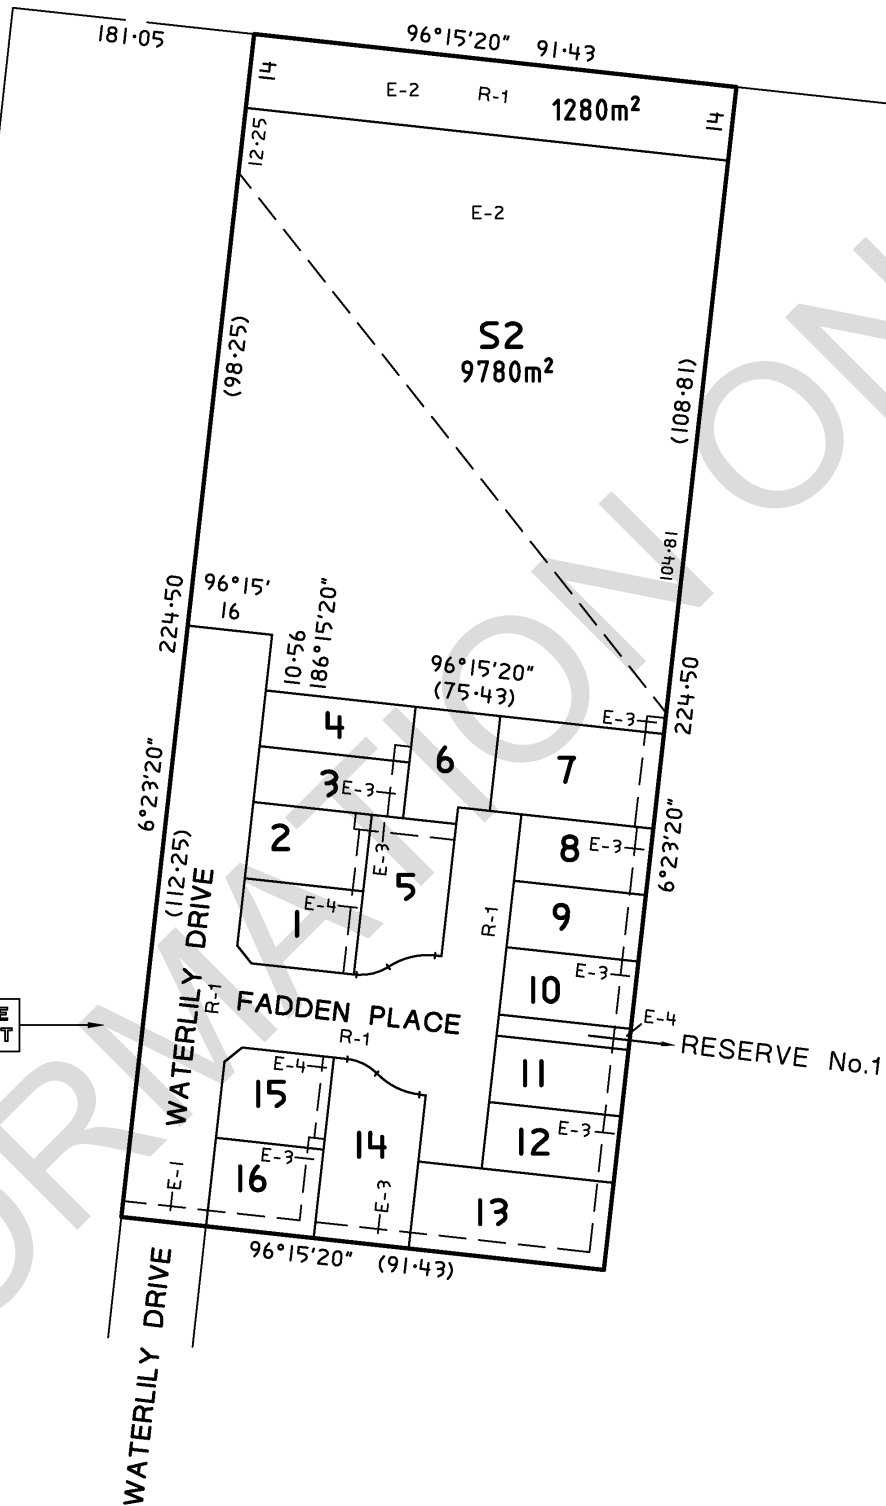 181·05
96°15'20" 91·43
14
E-2
R-1
1280m²
14
12·25
E-2
S2
9780m²
(98·25)
(108·81)
104·81
224·50
96°15'
16
10·56
186°15'20"
96°15'20"
(75·43)
224·50
E-3
4
6
7
3
E-3
6°23'20"
6°23'20"
2
8
E-3
E-3
5
(112·25)
WATERLILY DRIVE
R-1
1
E-4
9
R-1
10
E-3
FADDEN PLACE
R-1
E-4
RESERVE No.1
E
T
15
E-4
11
14
12
E-3
16
E-3
E-1
E-3
13
96°15'20" (91·43)
WATERLILY DRIVE
ORMATION ON